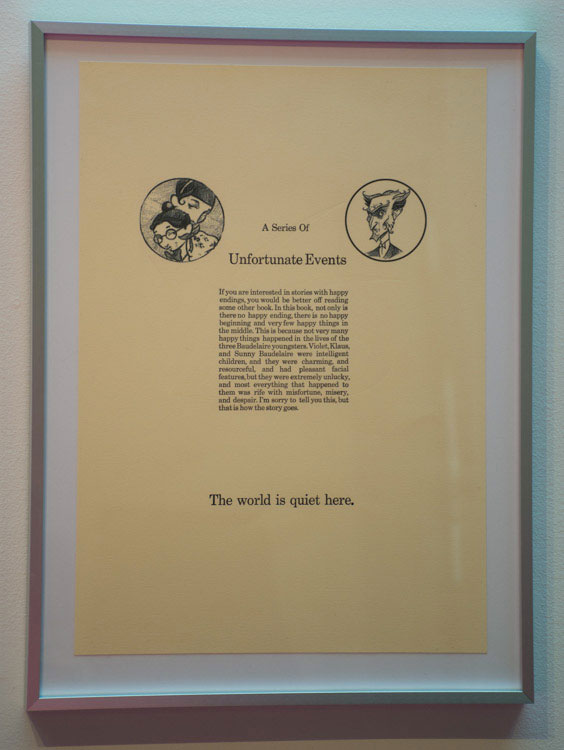 A Series Of
Unfortunate Events
If you are interested in stories with happy
endings, you would be better off reading
some other book. In this book, not only is
there no happy ending, there is no happy
beginning and very few happy things in
the middle. This is because not very many
happy things happened in the lives of the
three Baudelaire youngsters. Violet, Klaus,
and Sunny Baudelaire were intelligent
children, and they were charming, and
resourceful, and had pleasant facial
features, but they were extremely unlucky,
and most everything that happened to
them was rife with misfortune, misery,
and despair. I'm sorry to tell you this, but
that is how the story goes.
The world is quiet here.